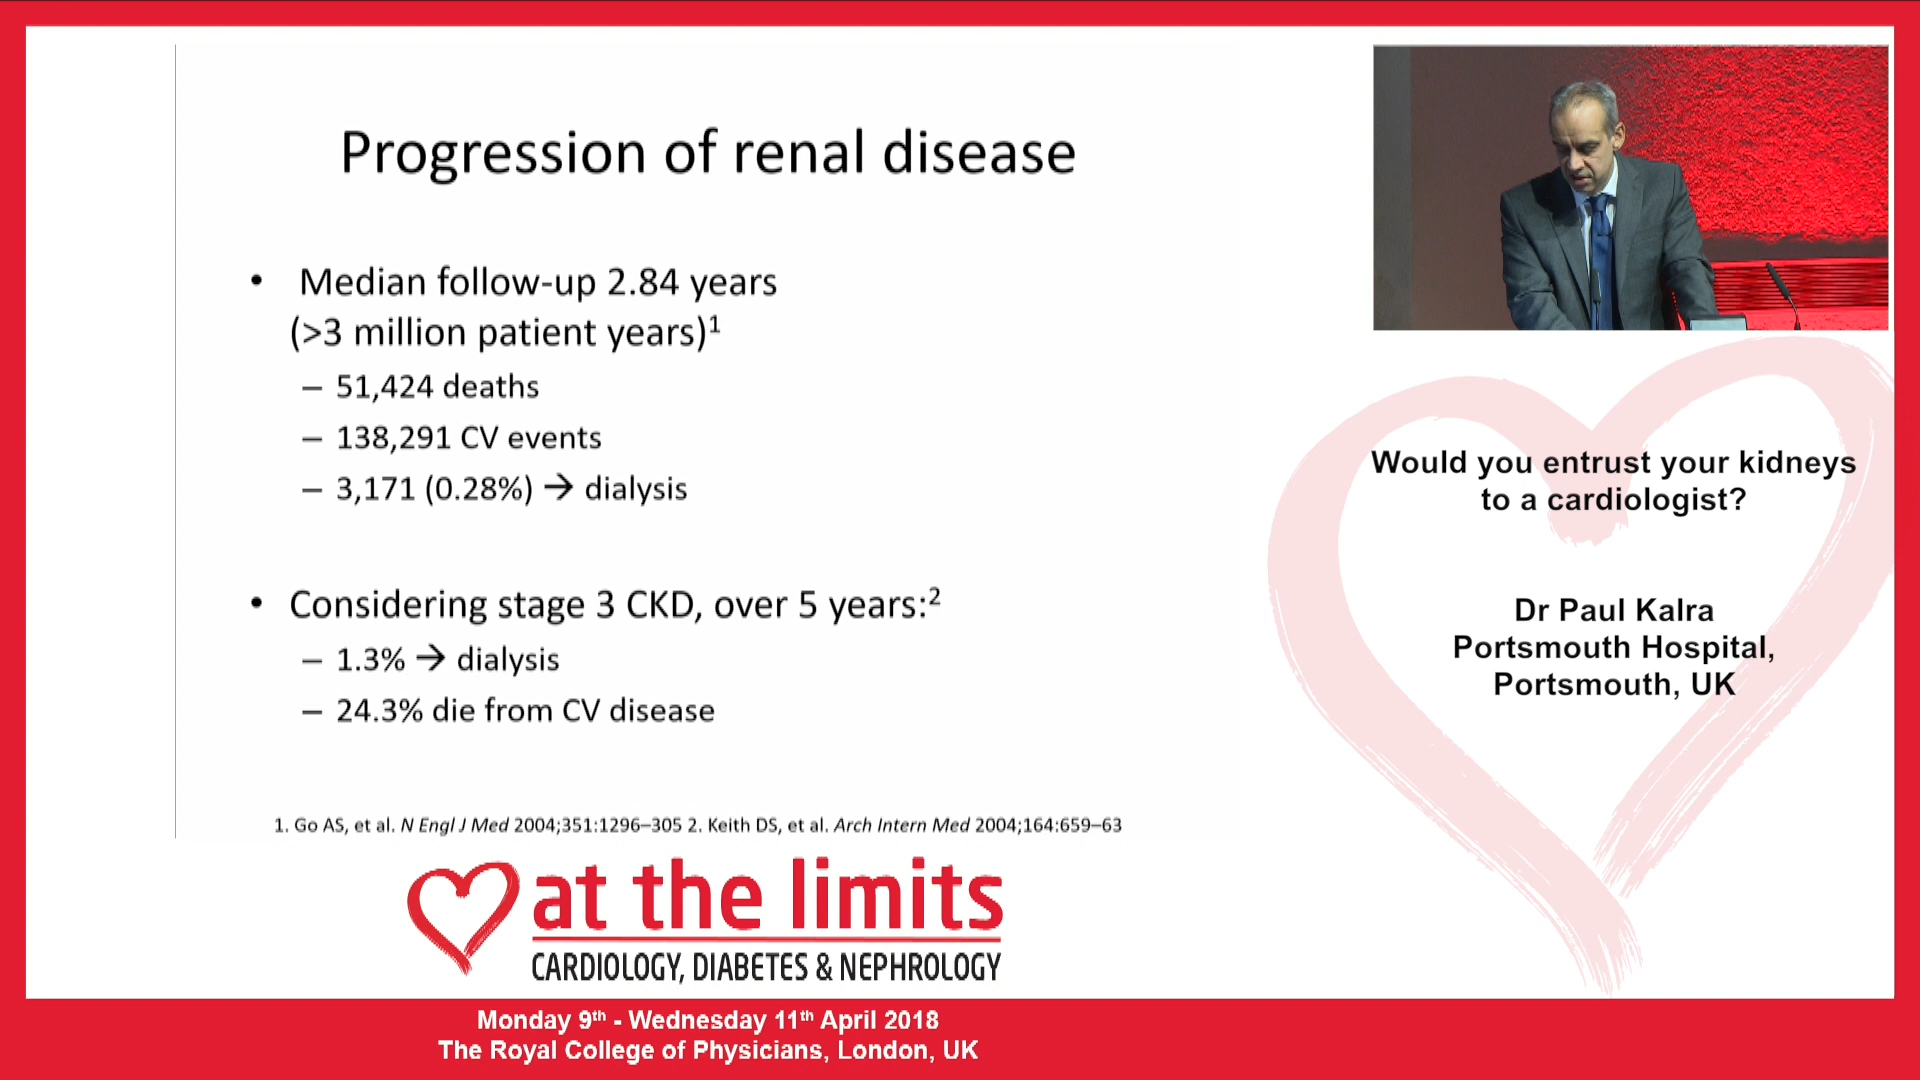 Progression of renal disease
• Median follow-up 2.84 years
(>3 million patient years)1
– 51,424 deaths
– 138,291 CV events
– 3,171 (0.28%) → dialysis
• Considering stage 3 CKD, over 5 years:2
– 1.3% → dialysis
– 24.3% die from CV disease
1. Go AS, et al. N Engl J Med 2004;351:1296–305 2. Keith DS, et al. Arch Intern Med 2004;164:659–63
Would you entrust your kidneys
to a cardiologist?
Dr Paul Kalra
Portsmouth Hospital,
Portsmouth, UK
at the limits
CARDIOLOGY, DIABETES & NEPHROLOGY
Monday 9th - Wednesday 11th April 2018
The Royal College of Physicians, London, UK